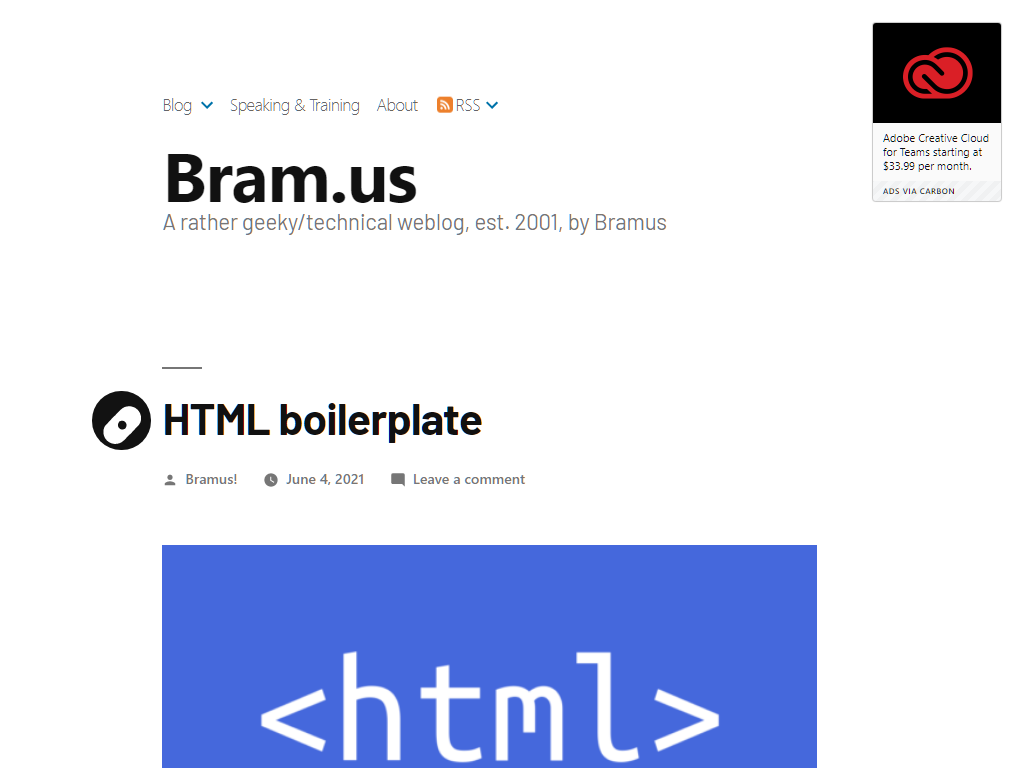 Blog Speaking & Training About RSS
Bram.us
A rather geeky/technical weblog, est. 2001, by Bramus
Adobe Creative Cloud
for Teams starting at
$33.99 per month.
ADS VIA CARBON
HTML boilerplate
Bramus! June 4, 2021 Leave a comment
<html>